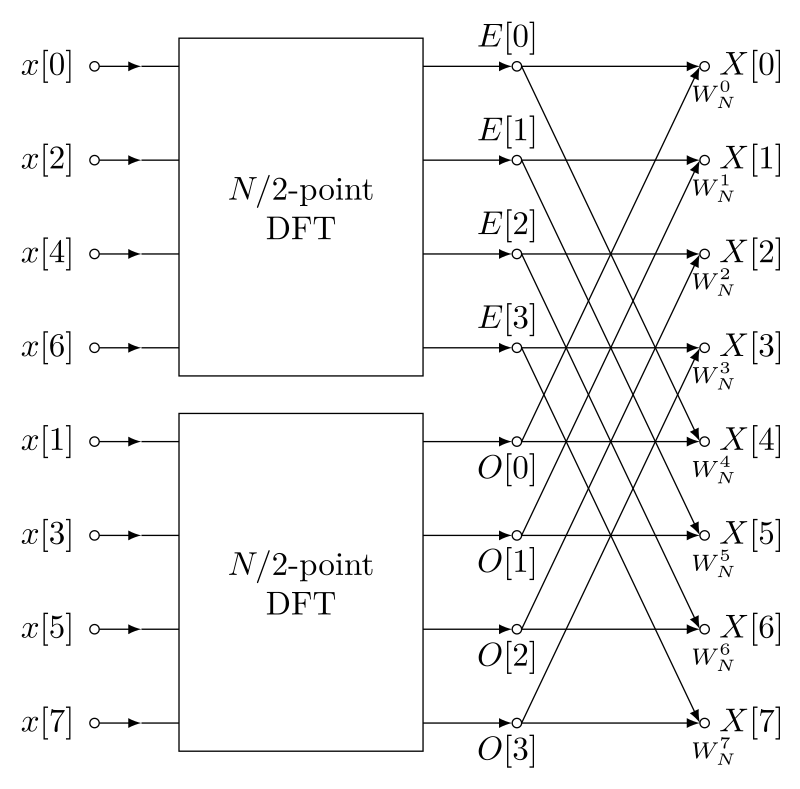 x[0] E[0] X[0]
W_N^0
x[2] E[1] X[1]
W_N^1
N/2-point
DFT
x[4] E[2] X[2]
W_N^2
x[6] E[3] X[3]
W_N^3
x[1] O[0] X[4]
W_N^4
x[3] O[1] X[5]
W_N^5
N/2-point
DFT
x[5] O[2] X[6]
W_N^6
x[7] O[3] X[7]
W_N^7